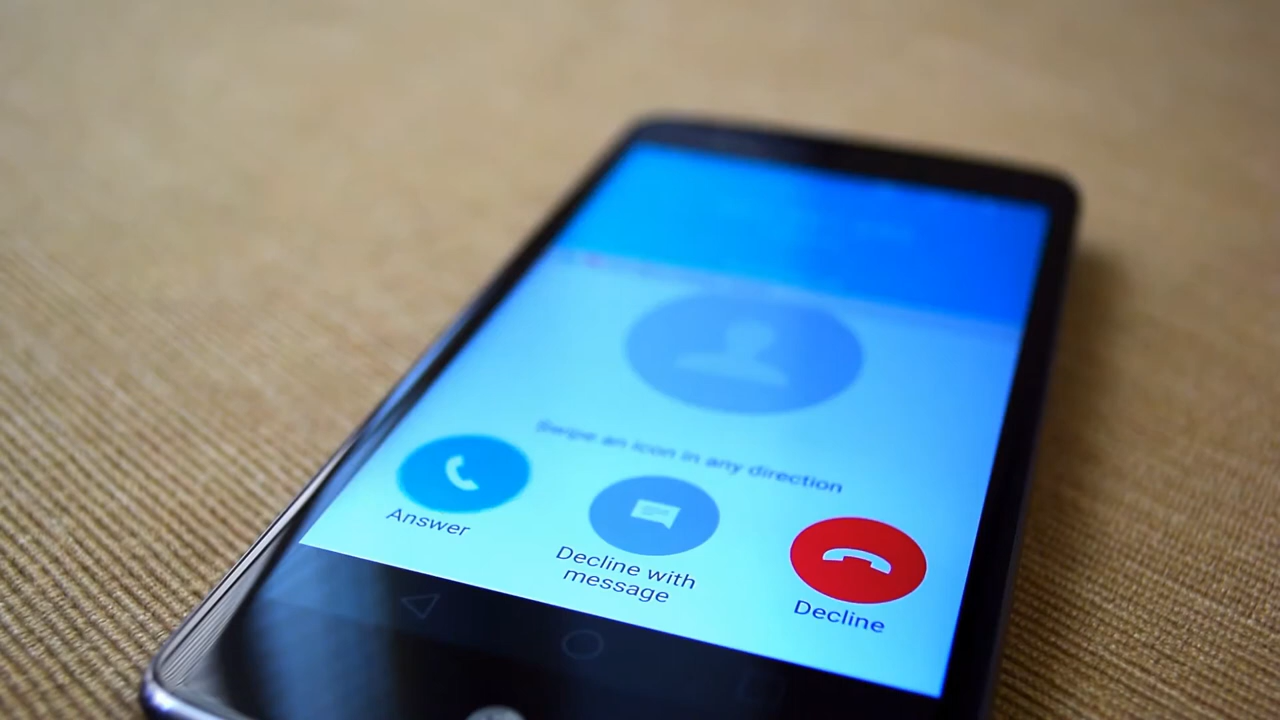 Swipe an icon in any direction
Answer
Decline with
message
Decline